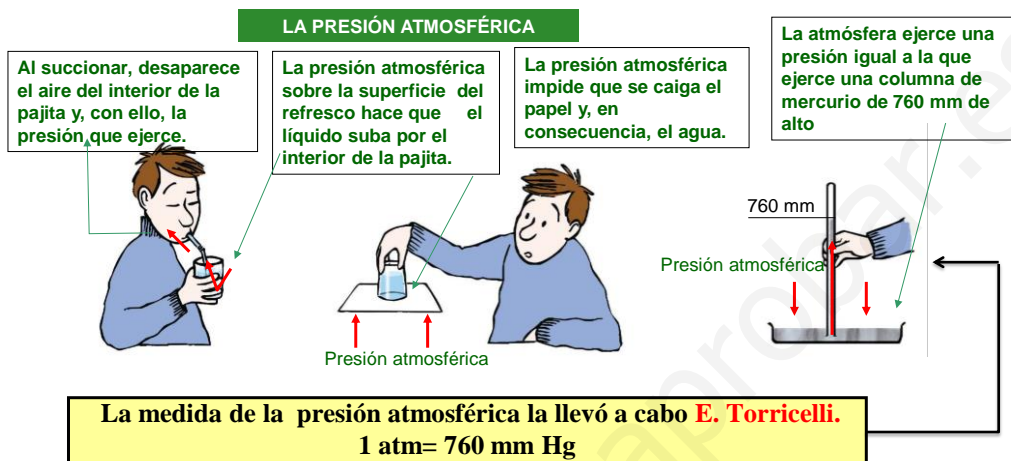 LA PRESIÓN ATMOSFÉRICA
Al succionar, desaparece
el aire del interior de la
pajita y, con ello, la
presión que ejerce.
La presión atmosférica
sobre la superficie del
refresco hace que el
líquido suba por el
interior de la pajita.
La presión atmosférica
impide que se caiga el
papel y, en
consecuencia, el agua.
La atmósfera ejerce una
presión igual a la que
ejerce una columna de
mercurio de 760 mm de
alto
760 mm
Presión atmosférica
Presión atmosférica
La medida de la presión atmosférica la llevó a cabo E. Torricelli.
1 atm= 760 mm Hg
aprobar.es